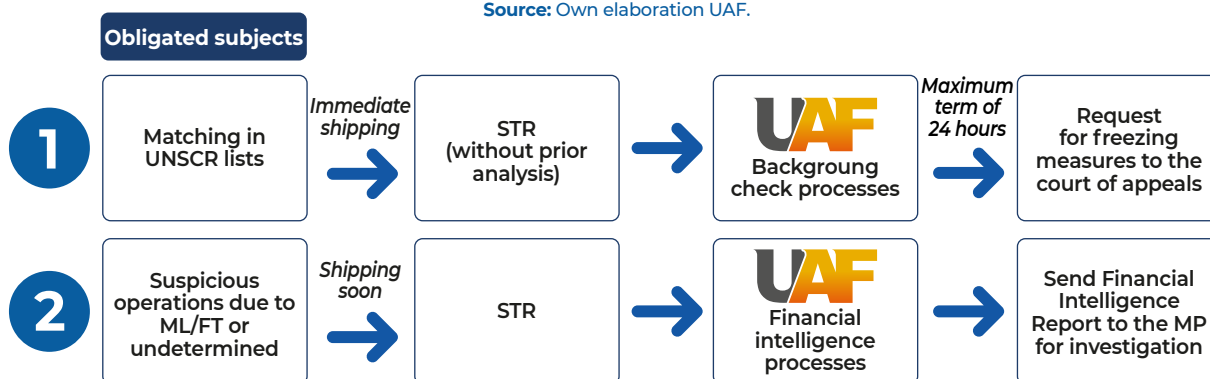 Source: Own elaboration UAF.
Obligated subjects
1
Matching in
UNSCR lists
Immediate
shipping
STR
(without prior
analysis)
UAF
Backgroung
check processes
Maximum
term of
24 hours
Request
for freezing
measures to the
court of appeals
2
Suspicious
operations due to
ML/FT or
undetermined
Shipping
soon
STR
UAF
Financial
intelligence
processes
Send Financial
Intelligence
Report to the MP
for investigation